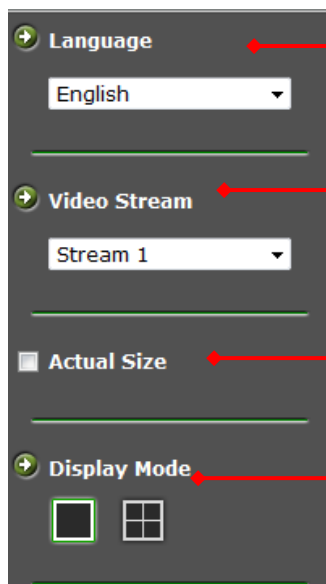 Language
English
Video Stream
Stream 1
Actual Size
Display Mode